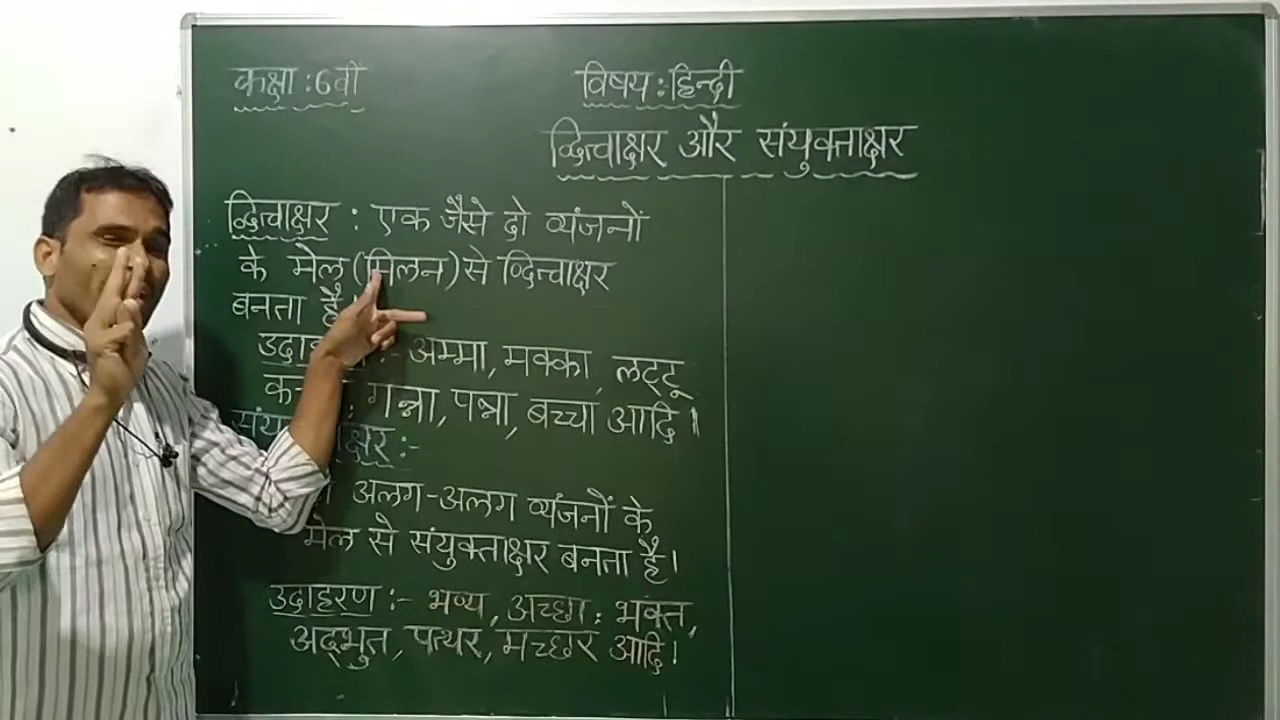 कक्षा : 6वी
विषय : हिन्दी
द्वित्वाक्षर और संयुक्ताक्षर
द्वित्वाक्षर : एक जैसे दो व्यंजनों
के मेल (मिलन) से द्वित्वाक्षर
बनता है।
:- अम्मा, मक्का, लट्टू
गन्ना, पन्ना, बच्चा आदि।
अलग-अलग व्यंजनों के
मेल से संयुक्ताक्षर बनता है।
उदाहरण :- भव्य, अच्छा, भक्त,
अद्भुत, पत्थर, मच्छर आदि।